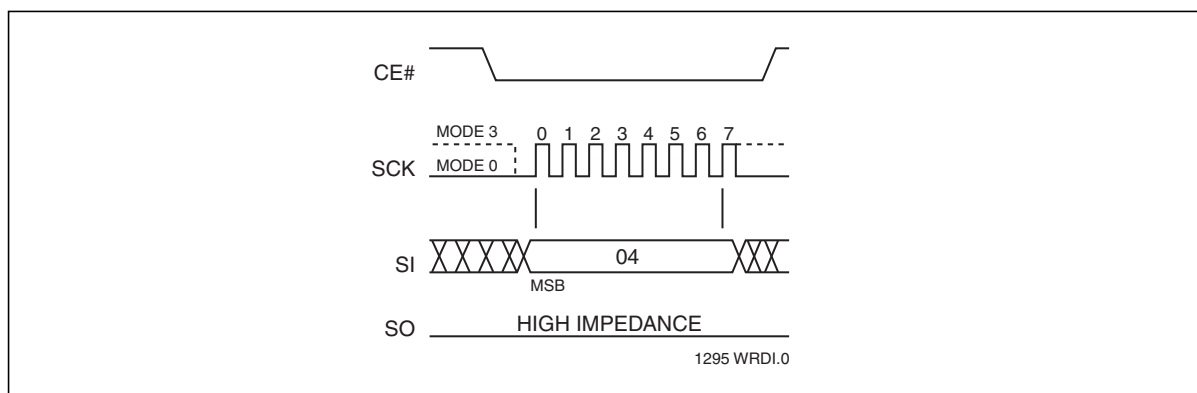 CE#
MODE 3
0 1 2 3 4 5 6 7
SCK
MODE 0
SI
04
MSB
SO
HIGH IMPEDANCE
1295 WRDI.0